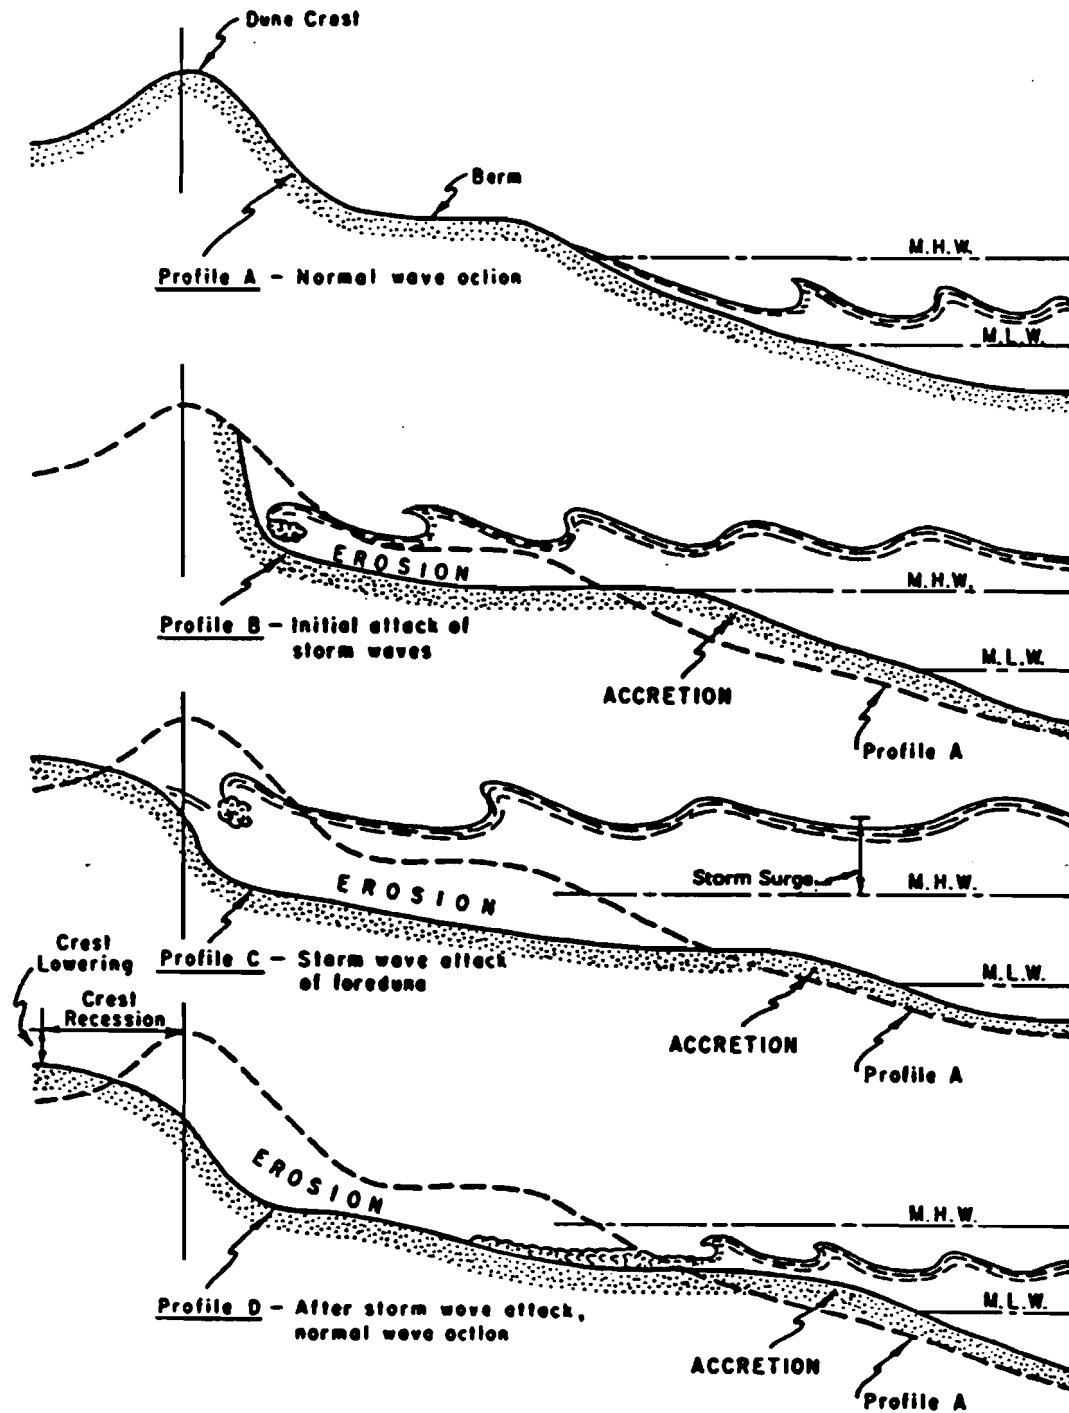 Dune Crest
Berm
M.H.W.
Profile A - Normal wave action
M.L.W.
EROSION
M.H.W.
Profile B - Initial attack of
storm waves
M.L.W.
ACCRETION
Profile A
EROSION
Storm Surge
M.H.W.
Crest
Lowering
Profile C - Storm wave attack
of foredune
M.L.W.
Crest
Recession
ACCRETION
Profile A
EROSION
M.H.W.
Profile D - After storm wave attack,
normal wave action
M.L.W.
ACCRETION
Profile A